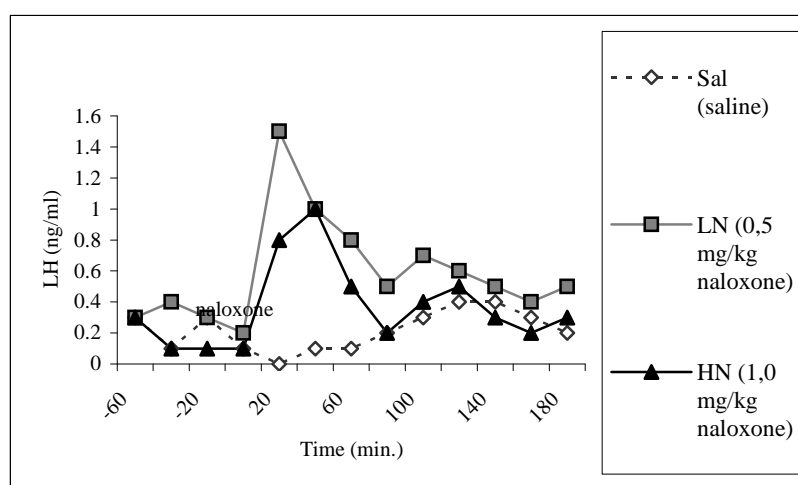 1.6
1.4
1.2
1
0.8
0.6
0.4
0.2
0
LH (ng/ml)
naloxone
-60
-20
20
60
100
140
180
Time (min.)
Sal
(saline)
LN (0,5
mg/kg
naloxone)
HN (1,0
mg/kg
naloxone)